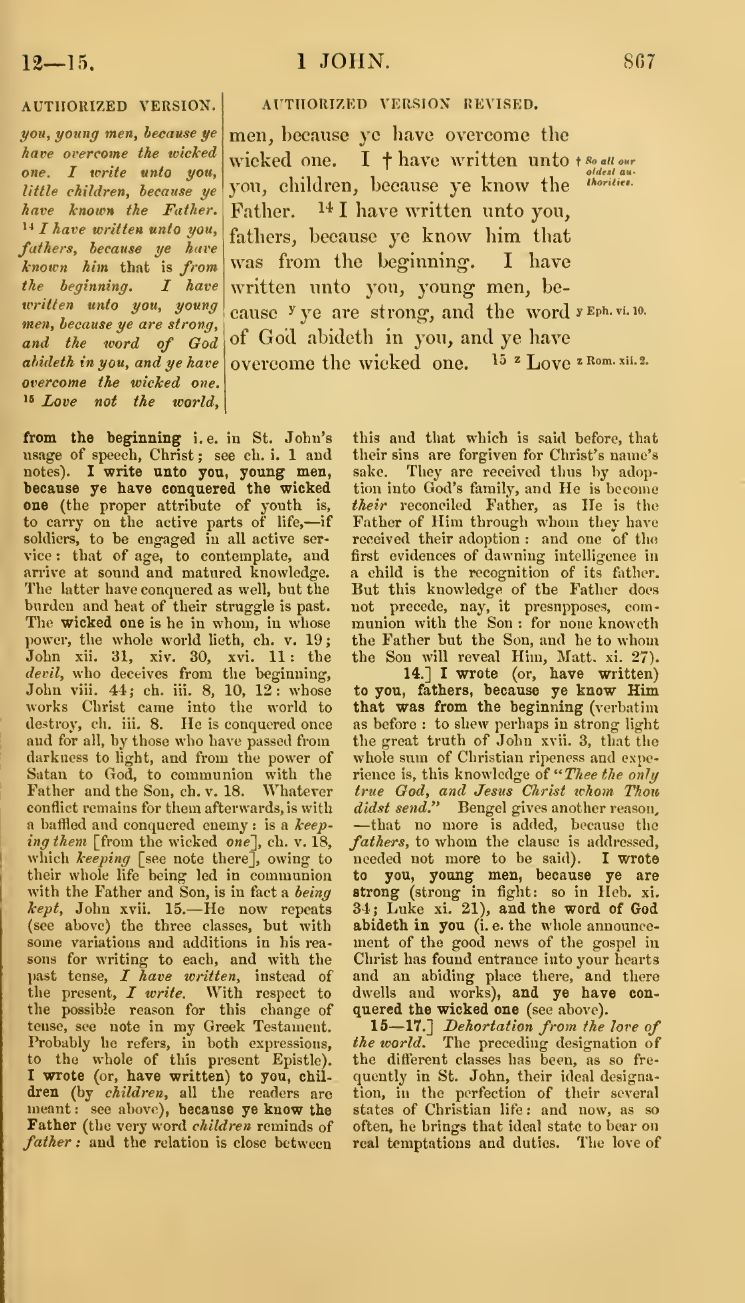 12—15.
1 JOHN.
867
AUTHORIZED VERSION.
you, young men, because ye
have overcome the wicked
one. I write unto you,
little children, because ye
have known the Father.
14 I have written unto you,
fathers, because ye have
known him that is from
the beginning. I have
written unto you, young
men, because ye are strong,
and the word of God
abideth in you, and ye have
overcome the wicked one.
15 Love not the world,
AUTHORIZED VERSION REVISED.
men, because ye have overcome the
wicked one. I † have written unto
you, children, because ye know the
Father. 14 I have written unto you,
fathers, because ye know him that
was from the beginning. I have
written unto you, young men, be-
cause y ye are strong, and the word
of God abideth in you, and ye have
overcome the wicked one. 15 z Love
† So all our
oldest au-
thorities.
y Eph. vi. 10.
z Rom. xii. 2.
from the beginning i. e. in St. John's
usage of speech, Christ; see ch. i. 1 and
notes). I write unto you, young men,
because ye have conquered the wicked
one (the proper attribute of youth is,
to carry on the active parts of life,—if
soldiers, to be engaged in all active ser-
vice: that of age, to contemplate, and
arrive at sound and matured knowledge.
The latter have conquered as well, but the
burden and heat of their struggle is past.
The wicked one is he in whom, in whose
power, the whole world lieth, ch. v. 19;
John xii. 31, xiv. 30, xvi. 11: the
devil, who deceives from the beginning,
John viii. 44; ch. iii. 8, 10, 12: whose
works Christ came into the world to
destroy, ch. iii. 8. He is conquered once
and for all, by those who have passed from
darkness to light, and from the power of
Satan to God, to communion with the
Father and the Son, ch. v. 18. Whatever
conflict remains for them afterwards, is with
a baffled and conquered enemy: is a keep-
ing them [from the wicked one], ch. v. 18,
which keeping [see note there], owing to
their whole life being led in communion
with the Father and Son, is in fact a being
kept, John xvii. 15.—He now repeats
(see above) the three classes, but with
some variations and additions in his rea-
sons for writing to each, and with the
past tense, I have written, instead of
the present, I write. With respect to
the possible reason for this change of
tense, see note in my Greek Testament.
Probably he refers, in both expressions,
to the whole of this present Epistle).
I wrote (or, have written) to you, chil-
dren (by children, all the readers are
meant: see above), because ye know the
Father (the very word children reminds of
father: and the relation is close between
this and that which is said before, that
their sins are forgiven for Christ's name's
sake. They are received thus by adop-
tion into God's family, and He is become
their reconciled Father, as He is the
Father of Him through whom they have
received their adoption: and one of the
first evidences of dawning intelligence in
a child is the recognition of its father.
But this knowledge of the Father does
not precede, nay, it presupposes, com-
munion with the Son: for none knoweth
the Father but the Son, and he to whom
the Son will reveal Him, Matt. xi. 27).
14.] I wrote (or, have written)
to you, fathers, because ye know Him
that was from the beginning (verbatim
as before: to shew perhaps in strong light
the great truth of John xvii. 3, that the
whole sum of Christian ripeness and expe-
rience is, this knowledge of "Thee the only
true God, and Jesus Christ whom Thou
didst send." Bengel gives another reason,
—that no more is added, because the
fathers, to whom the clause is addressed,
needed not more to be said). I wrote
to you, young men, because ye are
strong (strong in fight: so in Heb. xi.
34; Luke xi. 21), and the word of God
abideth in you (i. e. the whole announce-
ment of the good news of the gospel in
Christ has found entrance into your hearts
and an abiding place there, and there
dwells and works), and ye have con-
quered the wicked one (see above).
15—17.] Dehortation from the love of
the world. The preceding designation of
the different classes has been, as so fre-
quently in St. John, their ideal designa-
tion, in the perfection of their several
states of Christian life: and now, as so
often, he brings that ideal state to bear on
real temptations and duties. The love of